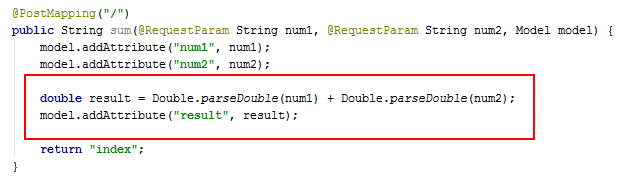 @PostMapping("/")
public String sum(@RequestParam String num1, @RequestParam String num2, Model model) {
model.addAttribute("num1", num1);
model.addAttribute("num2", num2);
double result = Double.parseDouble(num1) + Double.parseDouble(num2);
model.addAttribute("result", result);
return "index";
}